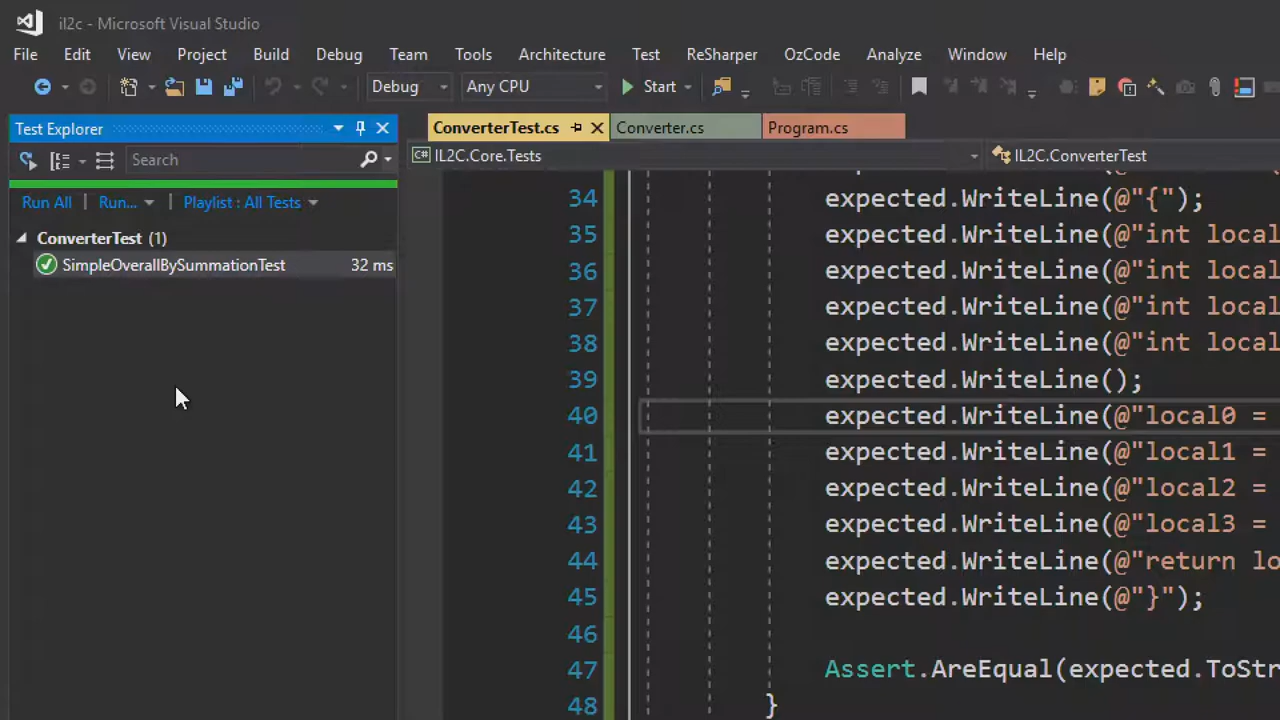 il2c - Microsoft Visual Studio
File Edit View Project Build Debug Team Tools Architecture Test ReSharper OzCode Analyze Window Help
Debug Any CPU Start
Test Explorer
Search
Run All | Run... | Playlist : All Tests
ConverterTest (1)
SimpleOverallBySummationTest 32 ms
ConverterTest.cs Converter.cs Program.cs
C# IL2C.Core.Tests IL2C.ConverterTest
34 expected.WriteLine(@"{");
35 expected.WriteLine(@"int local
36 expected.WriteLine(@"int local
37 expected.WriteLine(@"int local
38 expected.WriteLine(@"int local
39 expected.WriteLine();
40 expected.WriteLine(@"local0 =
41 expected.WriteLine(@"local1 =
42 expected.WriteLine(@"local2 =
43 expected.WriteLine(@"local3 =
44 expected.WriteLine(@"return lo
45 expected.WriteLine(@"}");
46
47 Assert.AreEqual(expected.ToStr
48 }